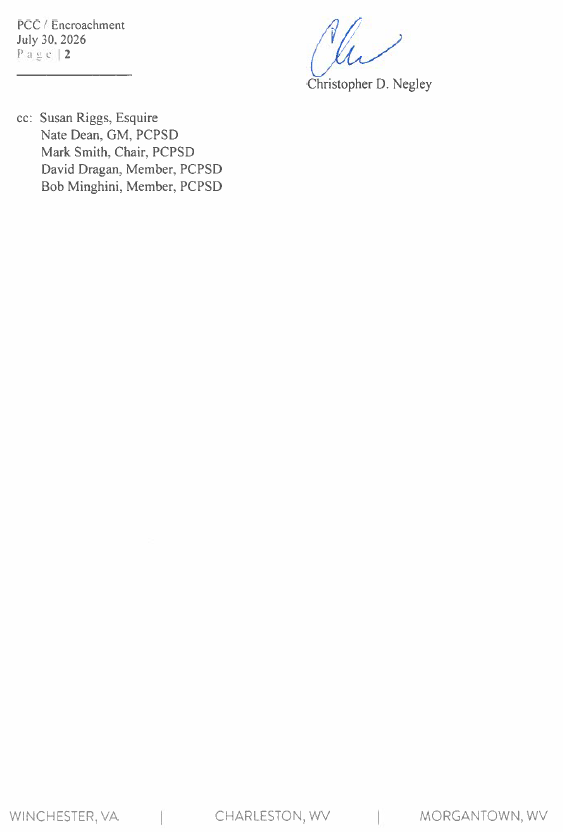 PCC / Encroachment
July 30, 2026
Page | 2
Christopher D. Negley
cc: Susan Riggs, Esquire
Nate Dean, GM, PCPSD
Mark Smith, Chair, PCPSD
David Dragan, Member, PCPSD
Bob Minghini, Member, PCPSD
WINCHESTER, VA | CHARLESTON, WV | MORGANTOWN, WV